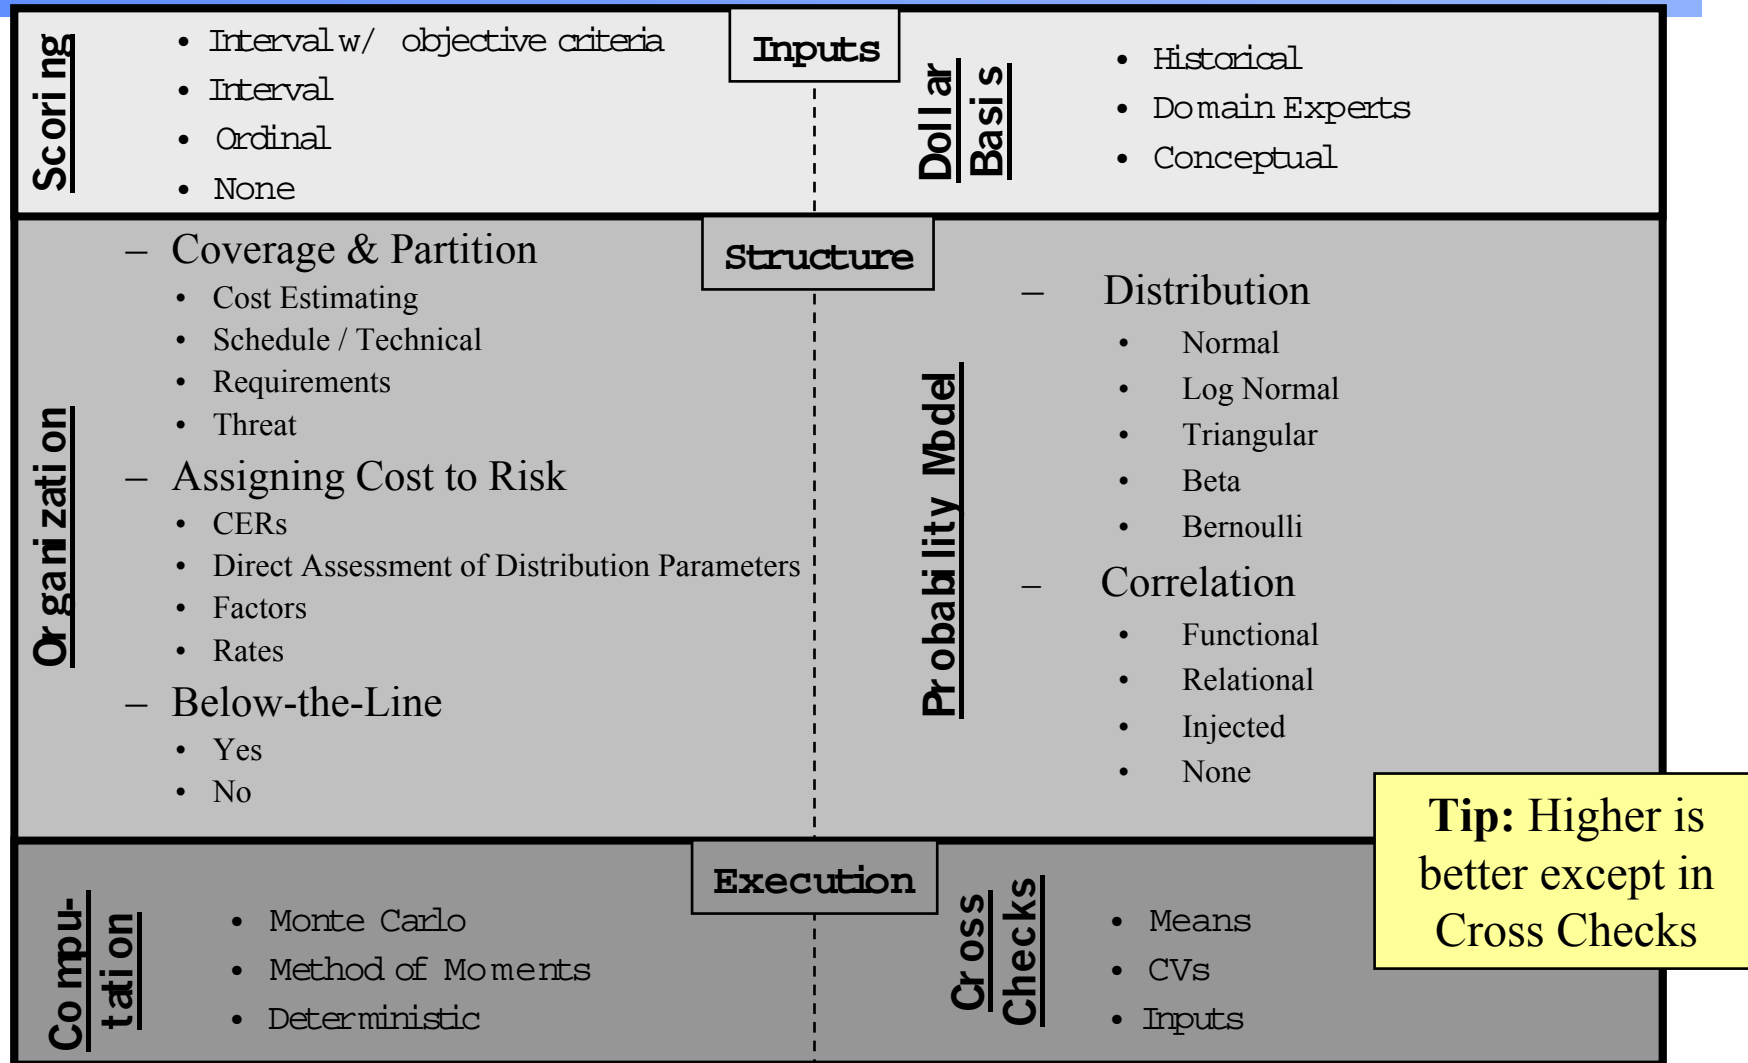 Inputs
Scoring
• Interval w/ objective criteria
• Interval
• Ordinal
• None
Dollar
Basis
• Historical
• Domain Experts
• Conceptual
Structure
Organization
– Coverage & Partition
• Cost Estimating
• Schedule / Technical
• Requirements
• Threat
– Assigning Cost to Risk
• CERs
• Direct Assessment of Distribution Parameters
• Factors
• Rates
– Below-the-Line
• Yes
• No
Probability Model
– Distribution
• Normal
• Log Normal
• Triangular
• Beta
• Bernoulli
– Correlation
• Functional
• Relational
• Injected
• None
Execution
Compu-
tation
• Monte Carlo
• Method of Moments
• Deterministic
Cross
Checks
• Means
• CVs
• Inputs
Tip: Higher is
better except in
Cross Checks